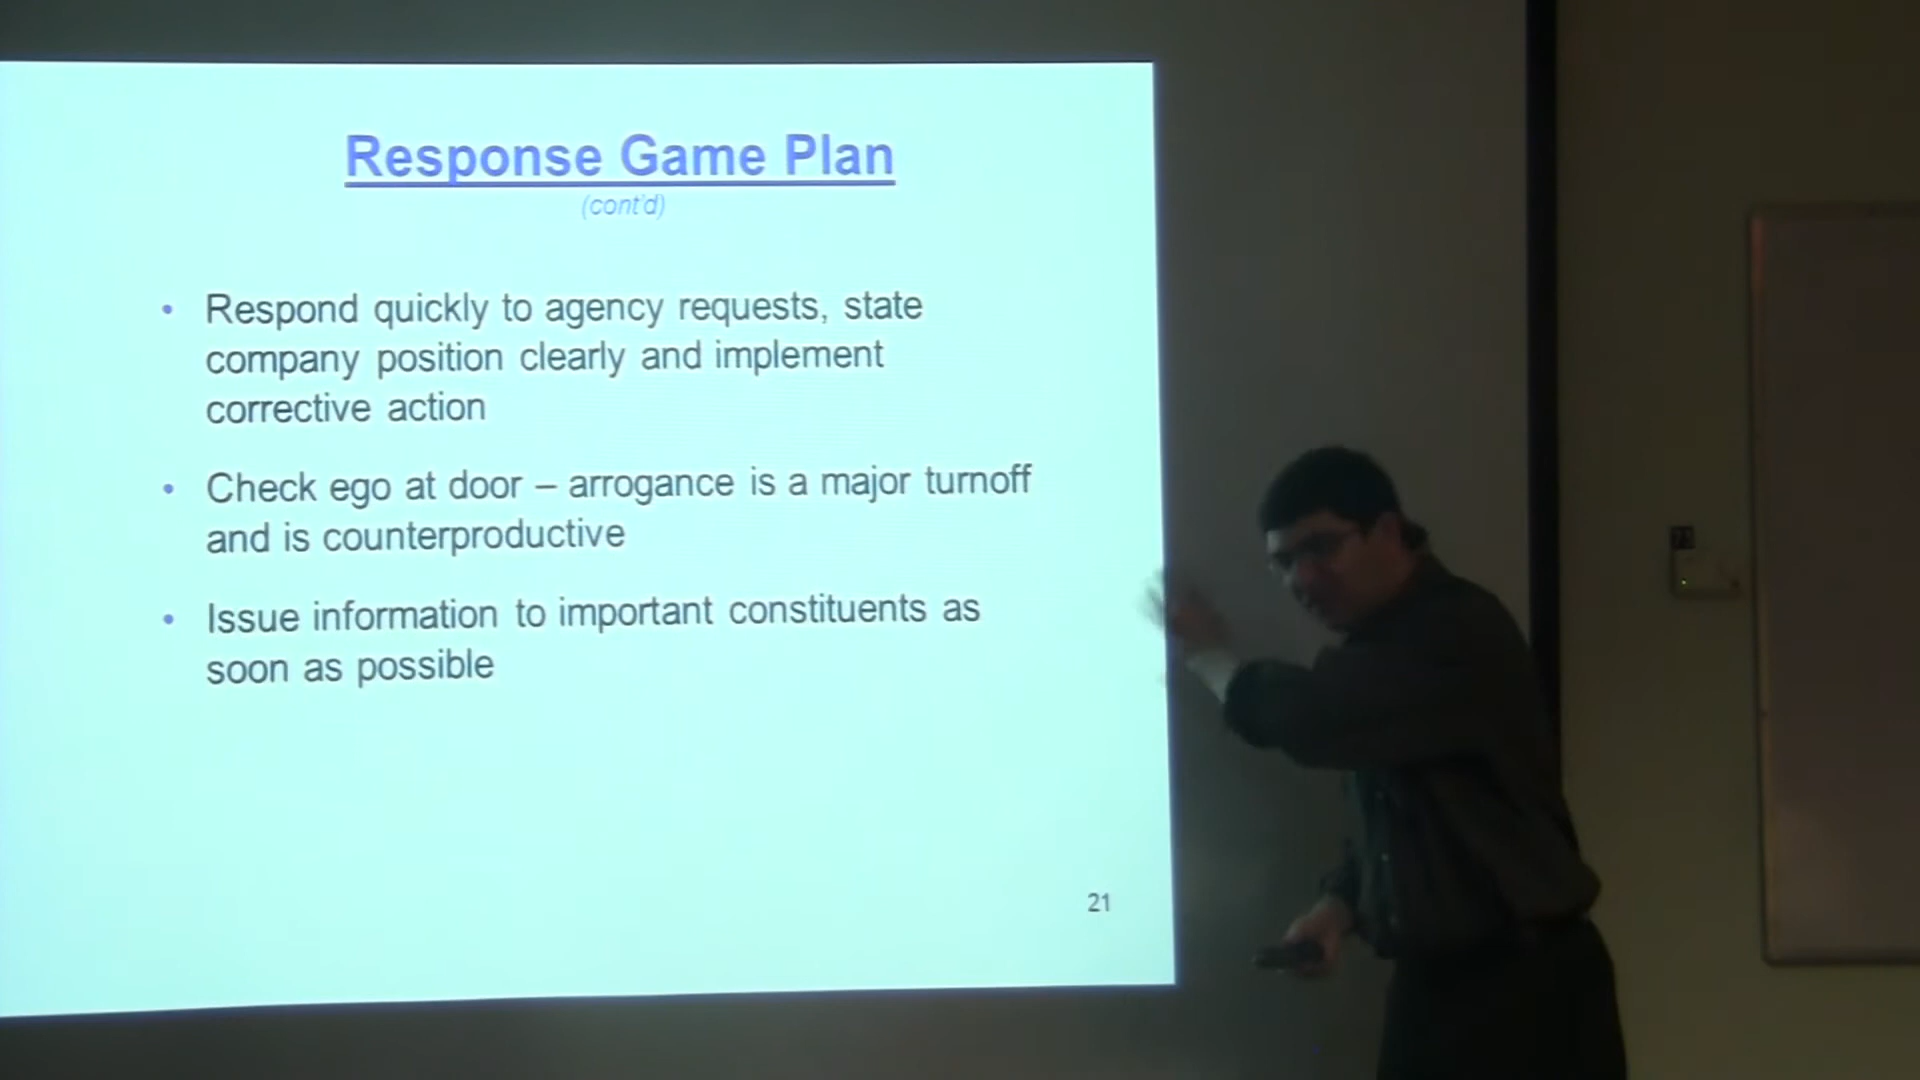 Response Game Plan
(cont'd)
• Respond quickly to agency requests, state
company position clearly and implement
corrective action
• Check ego at door – arrogance is a major turnoff
and is counterproductive
• Issue information to important constituents as
soon as possible
21